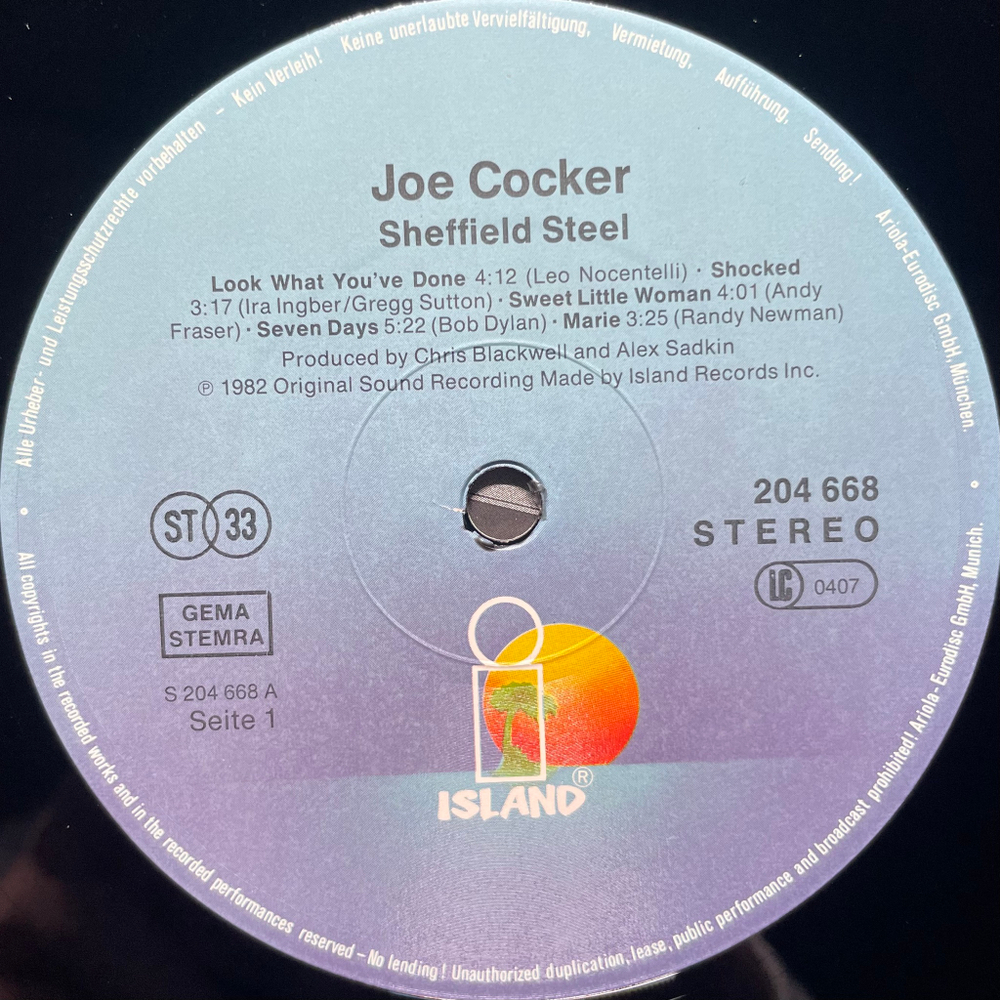 Alle Urheber- und Leistungsschutzrechte vorbehalten – Kein Verleih! Keine unerlaubte Vervielfältigung, Vermietung, Aufführung, Sendung! Ariola-Eurodisc GmbH, München.
Joe Cocker
Sheffield Steel
Look What You've Done 4:12 (Leo Nocentelli) · Shocked
3:17 (Ira Ingber/Gregg Sutton) · Sweet Little Woman 4:01 (Andy
Fraser) · Seven Days 5:22 (Bob Dylan) · Marie 3:25 (Randy Newman)
Produced by Chris Blackwell and Alex Sadkin
℗ 1982 Original Sound Recording Made by Island Records Inc.
ST 33
204 668
STEREO
LC 0407
GEMA
STEMRA
S 204 668 A
Seite 1
ISLAND®
All copyrights in the recorded works and in the recorded performances reserved – No lending! Unauthorized duplication, lease, public performance and broadcast prohibited! Ariola-Eurodisc GmbH, Munich.